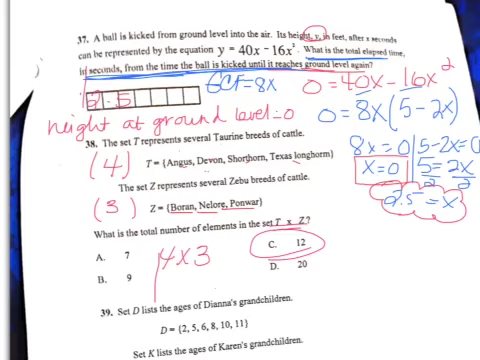 37. A ball is kicked from ground level into the air. Its height, y, in feet, after x seconds
can be represented by the equation y = 40x - 16x². What is the total elapsed time,
in seconds, from the time the ball is kicked until it reaches ground level again?
2.5
GCF = 8x
0 = 40x - 16x²
0 = 8x(5 - 2x)
8x = 0 | 5 - 2x = 0
x = 0 | 5 = 2x
2 2
2.5 = x
height at ground level = 0
38. The set T represents several Taurine breeds of cattle.
(4) T = {Angus, Devon, Shorthorn, Texas longhorn}
The set Z represents several Zebu breeds of cattle.
(3) Z = {Boran, Nelore, Ponwar}
What is the total number of elements in the set T x Z?
A. 7
4 x 3
C. 12
B. 9
D. 20
39. Set D lists the ages of Dianna's grandchildren.
D = {2, 5, 6, 8, 10, 11}
Set K lists the ages of Karen's grandchildren.